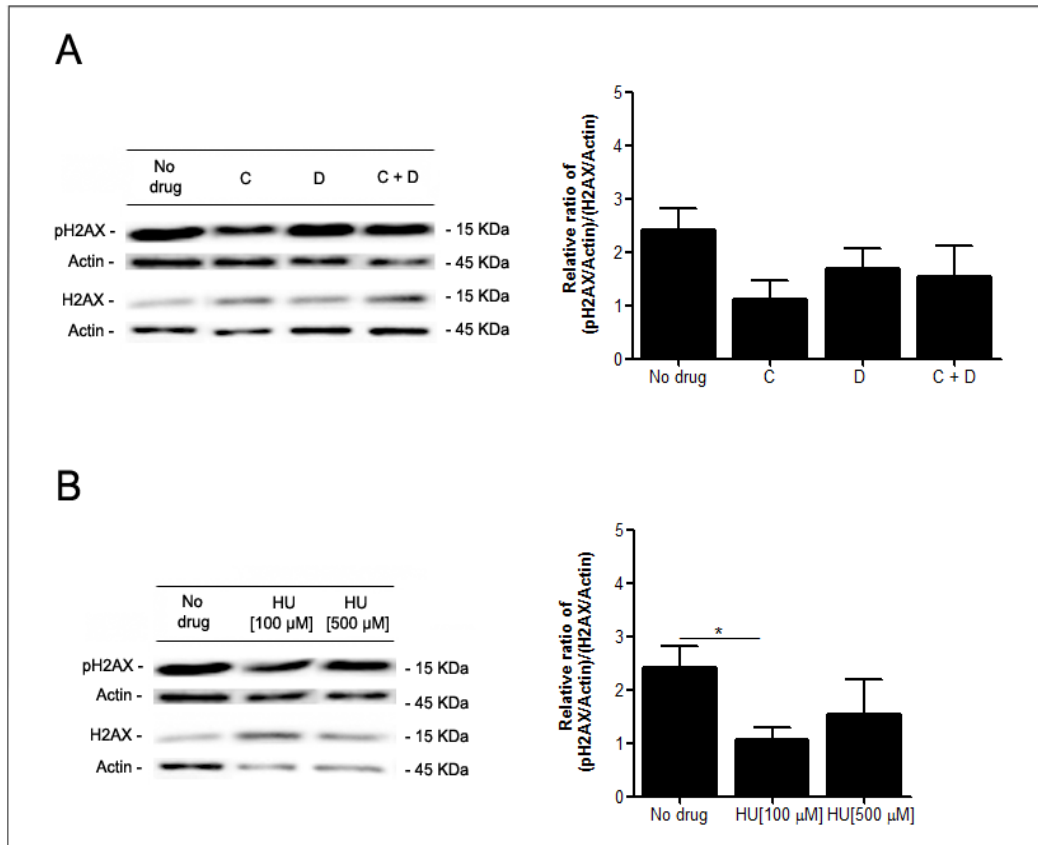 A
No drug
C
D
C + D
pH2AX -
- 15 KDa
Actin -
- 45 KDa
H2AX -
- 15 KDa
Actin -
- 45 KDa
Relative ratio of
(pH2AX/Actin)/(H2AX/Actin)
5
4
3
2
1
0
No drug
C
D
C + D
B
No drug
HU [100 µM]
HU [500 µM]
pH2AX -
- 15 KDa
Actin -
- 45 KDa
H2AX -
- 15 KDa
Actin -
- 45 KDa
Relative ratio of
(pH2AX/Actin)/(H2AX/Actin)
5
4
3
2
1
0
*
No drug
HU[100 µM]
HU[500 µM]